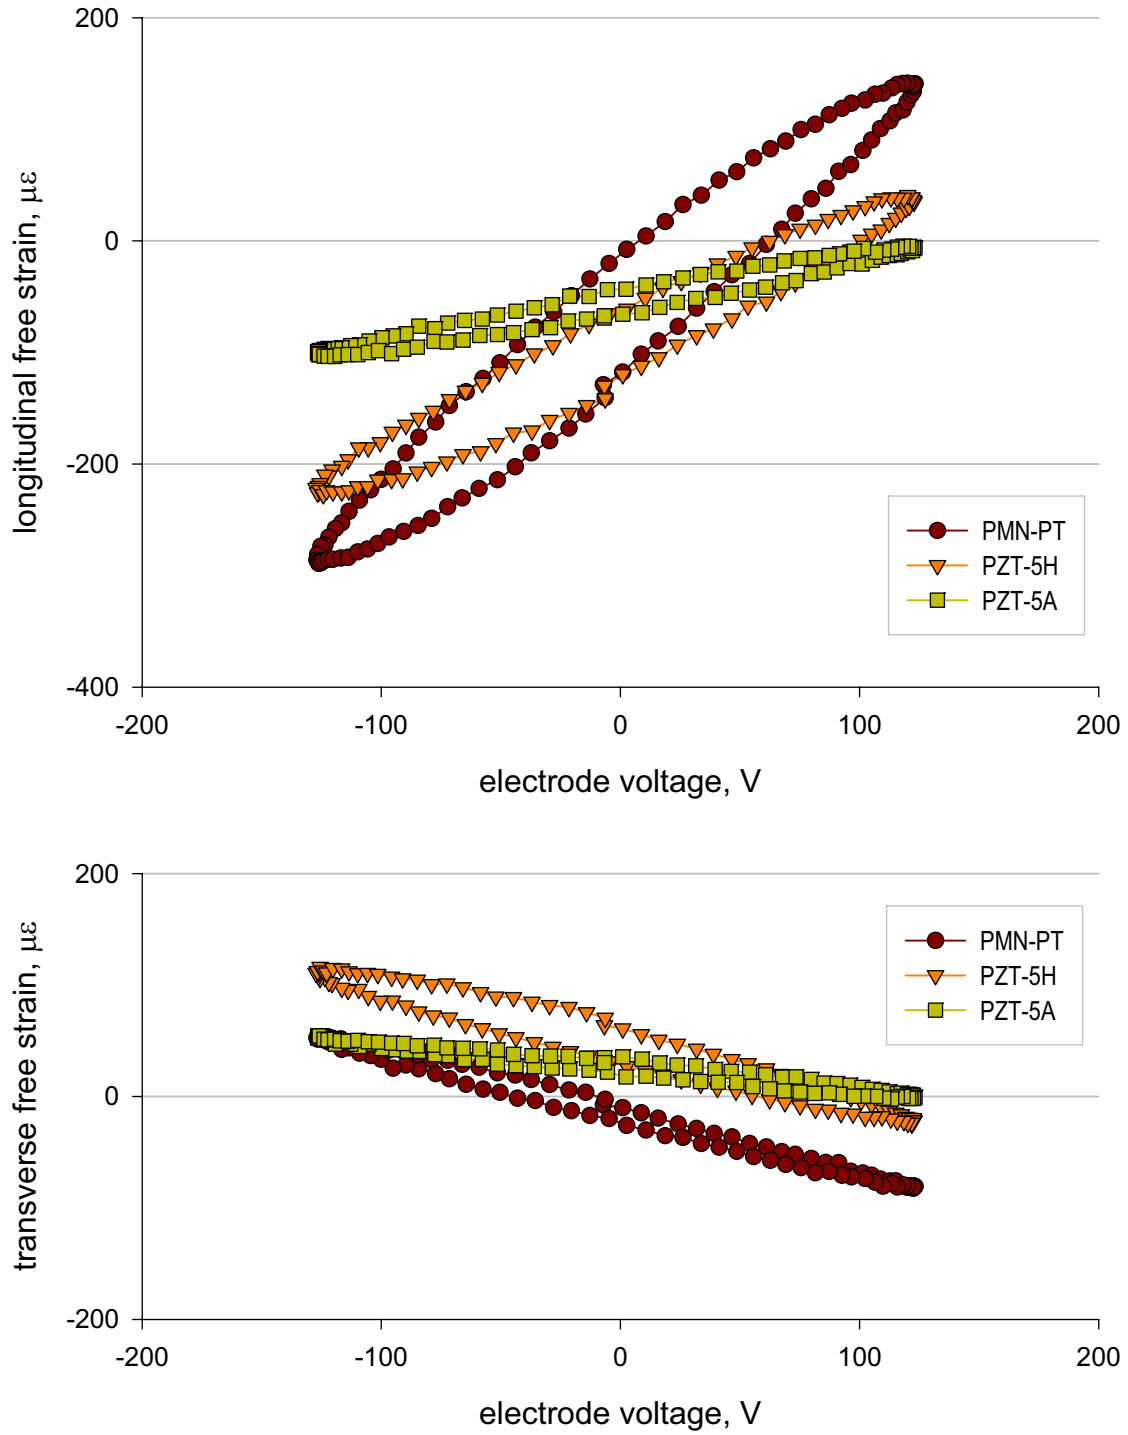 200
0
-200
-400
longitudinal free strain, με
-200
-100
0
100
200
electrode voltage, V
PMN-PT
PZT-5H
PZT-5A
200
0
-200
transverse free strain, με
-200
-100
0
100
200
electrode voltage, V
PMN-PT
PZT-5H
PZT-5A